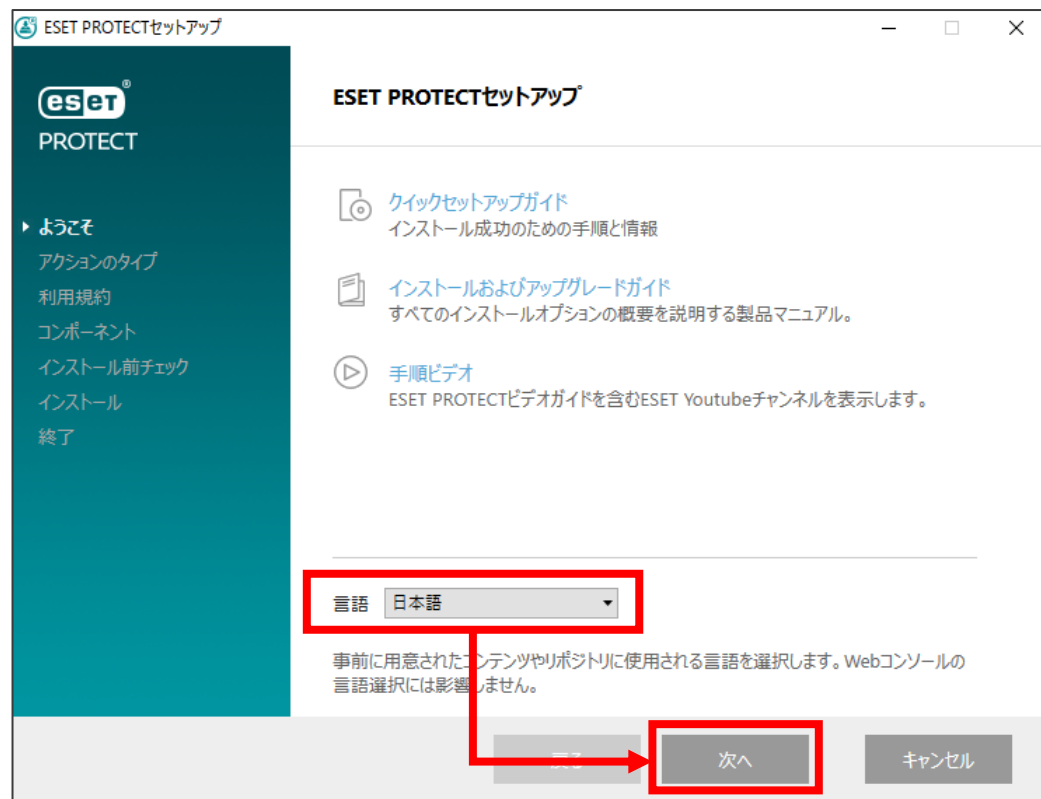 ESET PROTECTセットアップ
eseT®
PROTECT
ようこそ
アクションのタイプ
利用規約
コンポーネント
インストール前チェック
インストール
終了
ESET PROTECTセットアップ
クイックセットアップガイド
インストール成功のための手順と情報
インストールおよびアップグレードガイド
すべてのインストールオプションの概要を説明する製品マニュアル。
手順ビデオ
ESET PROTECTビデオガイドを含むESET Youtubeチャンネルを表示します。
言語 日本語
事前に用意されたコンテンツやリポジトリに使用される言語を選択します。Webコンソールの
言語選択には影響しません。
戻る 次へ キャンセル